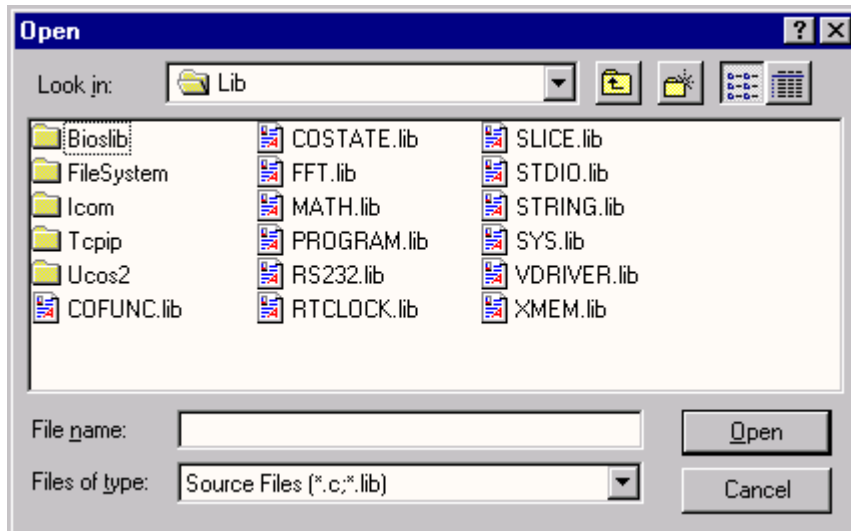 Open
Look in: Lib
Bioslib COSTATE.lib SLICE.lib
FileSystem FFT.lib STDIO.lib
Icom MATH.lib STRING.lib
Tcpip PROGRAM.lib SYS.lib
Ucos2 RS232.lib VDRIVER.lib
COFUNC.lib RTCLOCK.lib XMEM.lib
File name: Open
Files of type: Source Files (*.c;*.lib) Cancel